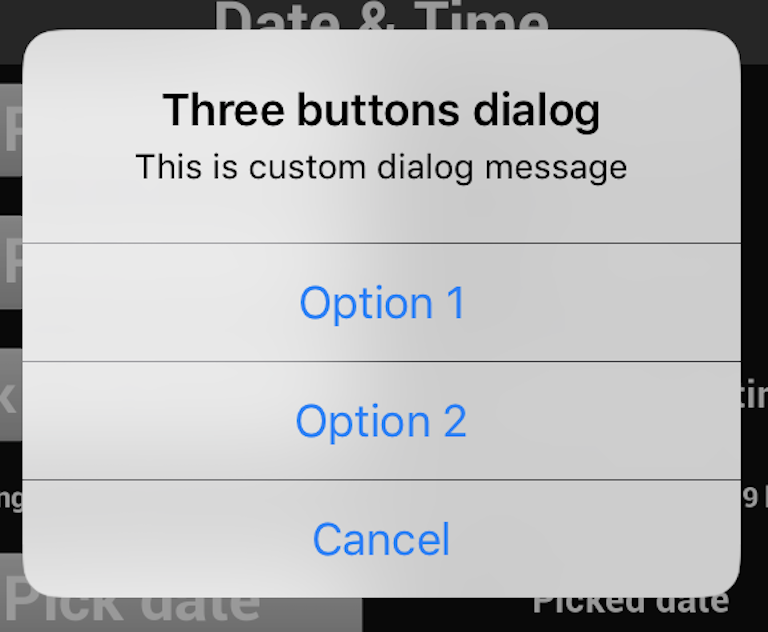 Date & Time
Three buttons dialog
This is custom dialog message
Option 1
Option 2
Cancel
Pick date
Picked date